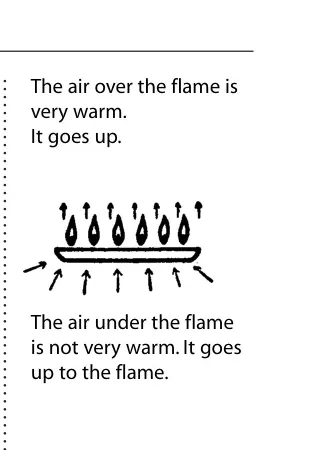 The air over the flame is
very warm.
It goes up.
The air under the flame
is not very warm. It goes
up to the flame.